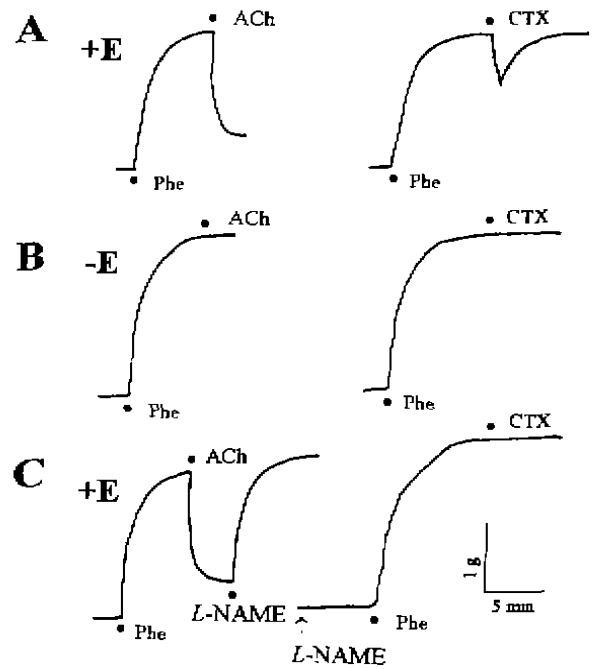 A
+E
ACh
Phe
CTX
Phe
B
-E
ACh
Phe
CTX
Phe
C
+E
ACh
Phe
L-NAME
CTX
Phe
L-NAME
1 g
5 min